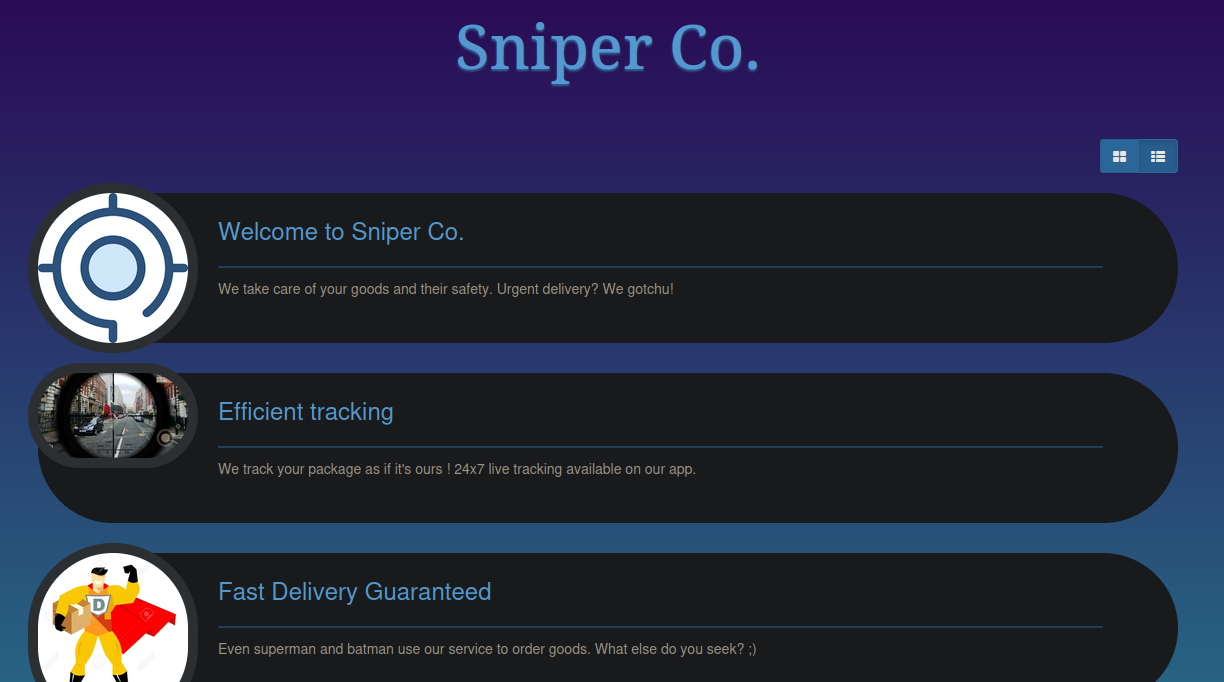 Sniper Co.
Welcome to Sniper Co.
We take care of your goods and their safety. Urgent delivery? We gotchu!
Efficient tracking
We track your package as if it's ours ! 24x7 live tracking available on our app.
Fast Delivery Guaranteed
D
Even superman and batman use our service to order goods. What else do you seek? ;)